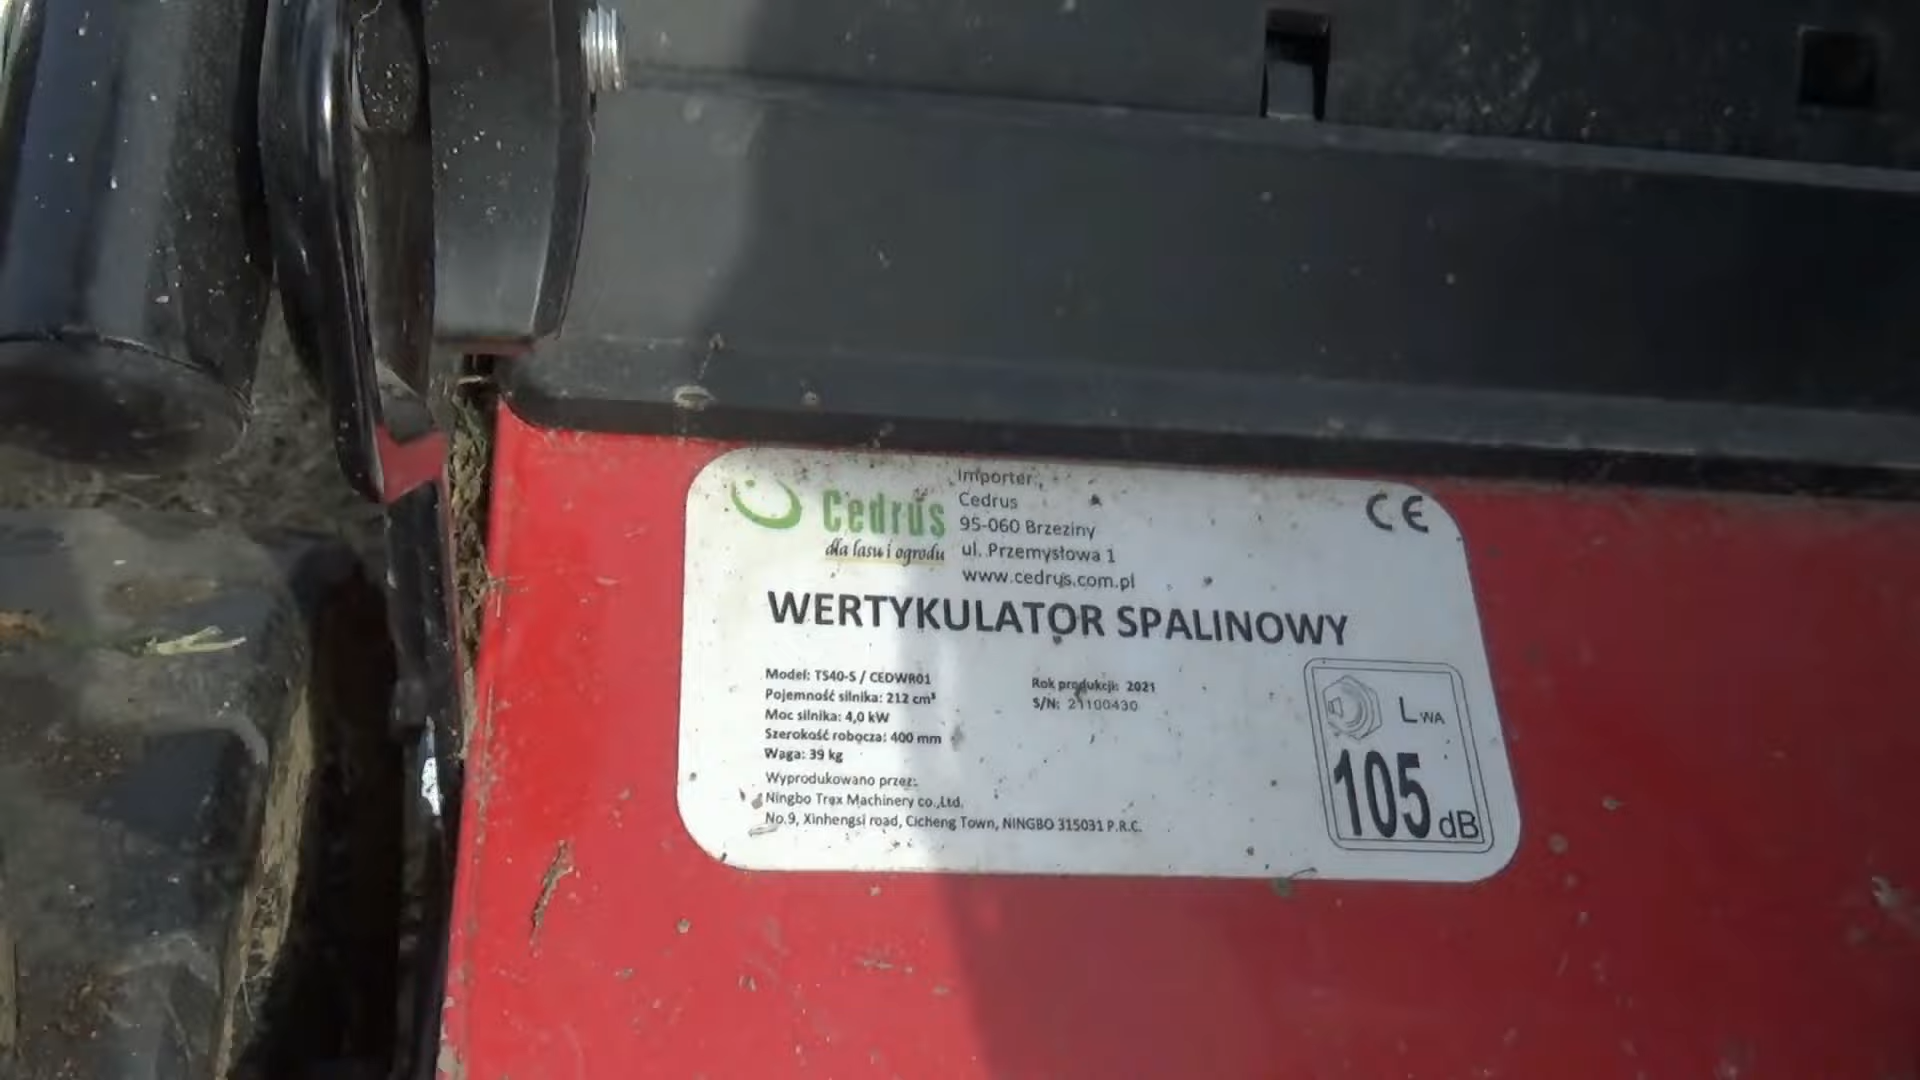 Cedrus
dla lasu i ogrodu
Importer:
Cedrus
95-060 Brzeziny
ul. Przemysłowa 1
www.cedrus.com.pl
CE
WERTYKULATOR SPALINOWY
Model: TS40-S / CEDWR01
Pojemność silnika: 212 cm³
Moc silnika: 4,0 kW
Szerokość robocza: 400 mm
Waga: 39 kg
Rok produkcji: 2021
S/N: 21100430
Wyprodukowano przez:
Ningbo Trex Machinery co.,Ltd.
No.9, Xinhengsi road, Cicheng Town, NINGBO 315031 P.R.C.
LWA
105 dB